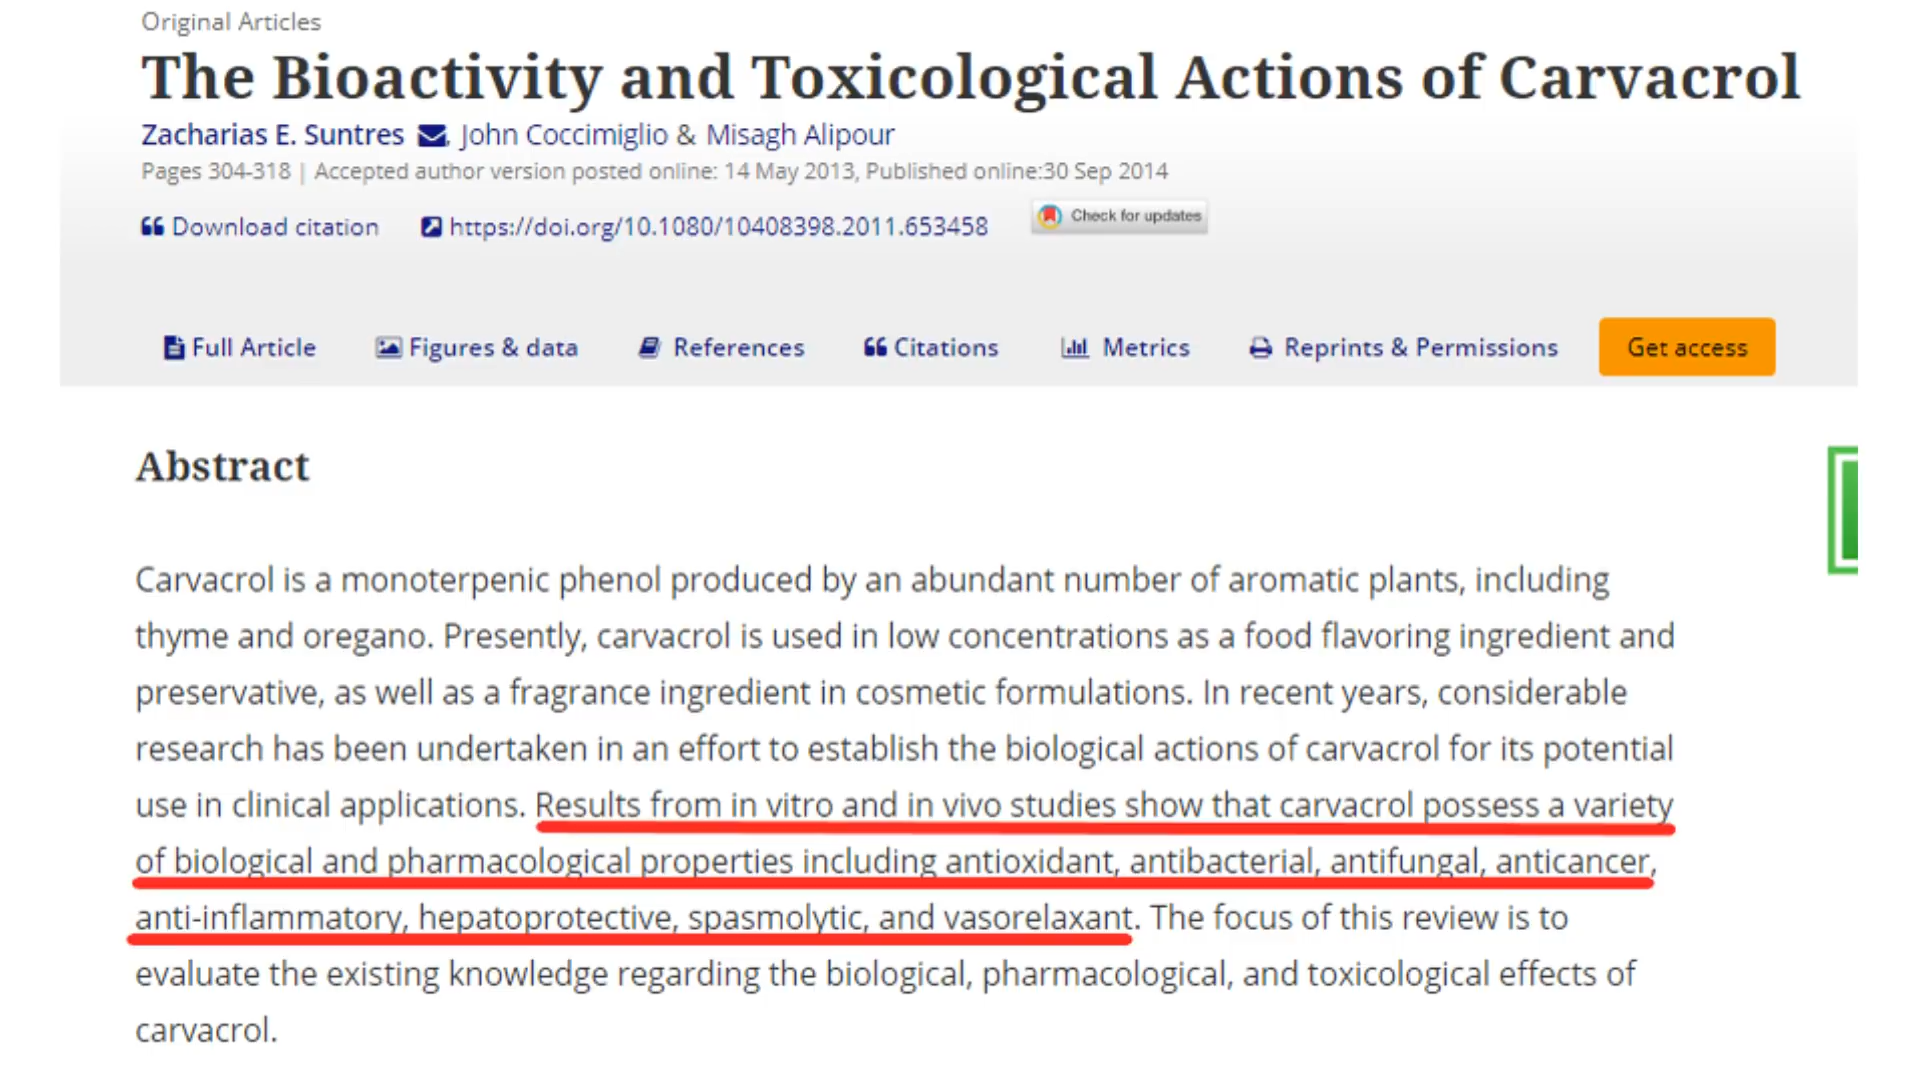 Original Articles
The Bioactivity and Toxicological Actions of Carvacrol
Zacharias E. Suntres , John Coccimiglio & Misagh Alipour
Pages 304-318 | Accepted author version posted online: 14 May 2013, Published online:30 Sep 2014
Download citation https://doi.org/10.1080/10408398.2011.653458 Check for updates
Full Article Figures & data References Citations Metrics Reprints & Permissions Get access
Abstract
Carvacrol is a monoterpenic phenol produced by an abundant number of aromatic plants, including
thyme and oregano. Presently, carvacrol is used in low concentrations as a food flavoring ingredient and
preservative, as well as a fragrance ingredient in cosmetic formulations. In recent years, considerable
research has been undertaken in an effort to establish the biological actions of carvacrol for its potential
use in clinical applications. Results from in vitro and in vivo studies show that carvacrol possess a variety
of biological and pharmacological properties including antioxidant, antibacterial, antifungal, anticancer,
anti-inflammatory, hepatoprotective, spasmolytic, and vasorelaxant. The focus of this review is to
evaluate the existing knowledge regarding the biological, pharmacological, and toxicological effects of
carvacrol.